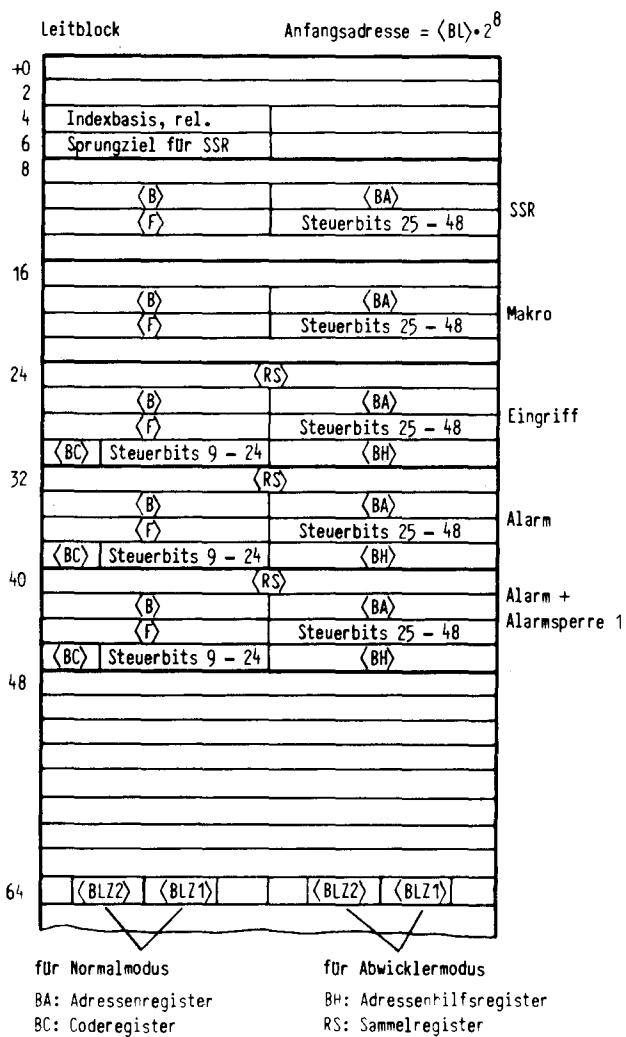 Leitblock Anfangsadresse = ⟨BL⟩•2⁸
+0
2
4 Indexbasis, rel.
6 Sprungziel für SSR
8
⟨B⟩ ⟨BA⟩
SSR
⟨F⟩ Steuerbits 25 – 48
16
⟨B⟩ ⟨BA⟩
Makro
⟨F⟩ Steuerbits 25 – 48
24 ⟨RS⟩
⟨B⟩ ⟨BA⟩
Eingriff
⟨F⟩ Steuerbits 25 – 48
⟨BC⟩ Steuerbits 9 – 24 ⟨BH⟩
32 ⟨RS⟩
⟨B⟩ ⟨BA⟩
Alarm
⟨F⟩ Steuerbits 25 – 48
⟨BC⟩ Steuerbits 9 – 24 ⟨BH⟩
40 ⟨RS⟩
Alarm +
⟨B⟩ ⟨BA⟩
Alarmsperre 1
⟨F⟩ Steuerbits 25 – 48
⟨BC⟩ Steuerbits 9 – 24 ⟨BH⟩
48
64 ⟨BLZ2⟩ ⟨BLZ1⟩ ⟨BLZ2⟩ ⟨BLZ1⟩
für Normalmodus für Abwicklermodus
BA: Adressenregister BH: Adressenhilfsregister
BC: Coderegister RS: Sammelregister